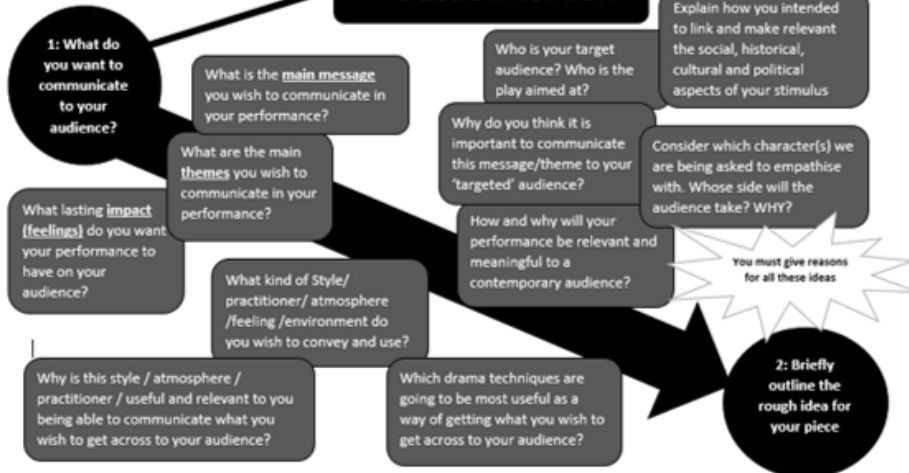 1: What do
you want to
communicate
to your
audience?
What is the main message
you wish to communicate in
your performance?
What are the main
themes you wish to
communicate in your
performance?
What lasting impact
(feelings) do you want
your performance to
have on your
audience?
What kind of Style/
practitioner/ atmosphere
/feeling /environment do
you wish to convey and use?
Why is this style / atmosphere /
practitioner / useful and relevant to you
being able to communicate what you
wish to get across to your audience?
Which drama techniques are
going to be most useful as a
way of getting what you wish to
get across to your audience?
Who is your target
audience? Who is the
play aimed at?
Explain how you intended
to link and make relevant
the social, historical,
cultural and political
aspects of your stimulus
Why do you think it is
important to communicate
this message/theme to your
'targeted' audience?
Consider which character(s) we
are being asked to empathise
with. Whose side will the
audience take? WHY?
How and why will your
performance be relevant and
meaningful to a
contemporary audience?
You must give reasons
for all these ideas
2: Briefly
outline the
rough idea for
your piece